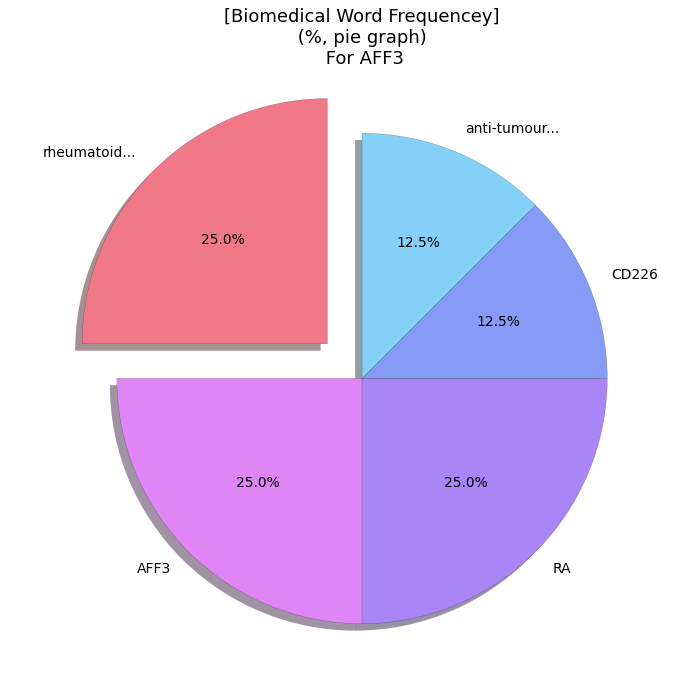 [Biomedical Word Frequencey]
(%, pie graph)
For AFF3
rheumatoid...
anti-tumour...
25.0%
12.5%
CD226
12.5%
25.0%
25.0%
AFF3
RA